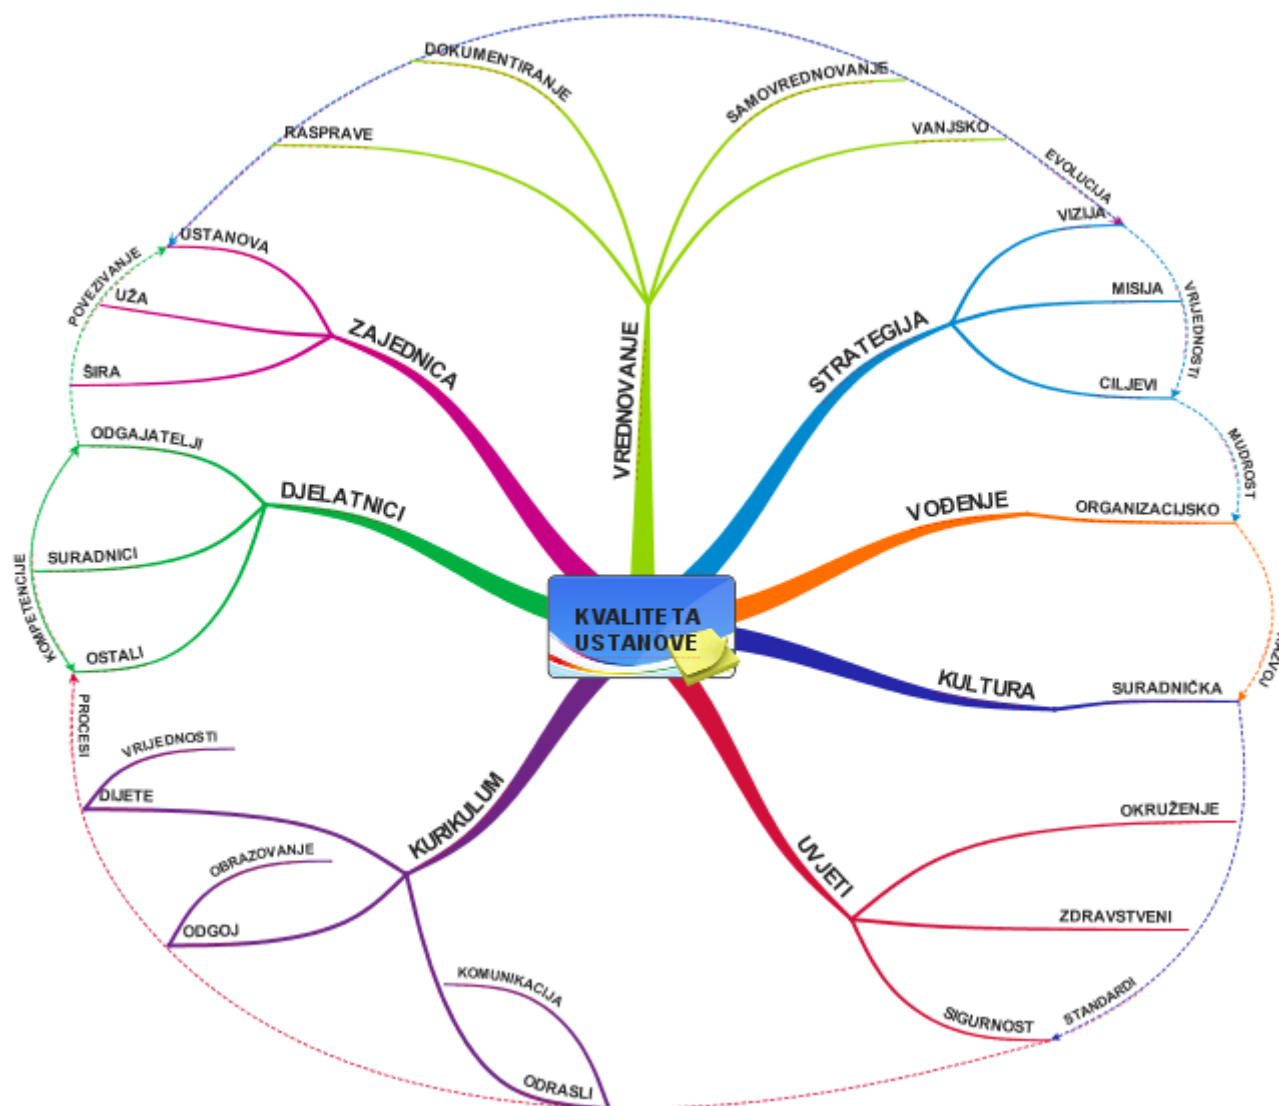 DOKUMENTIRANJE
SAMOVREDNOVANJE
RASPRAVE
VANJSKO
EVOLUCIJA
VIZIJA
USTANOVA
POVEZIVANJE
UŽA
MISIJA
VRIJEDNOSTI
ZAJEDNICA
VREDNOVANJE
STRATEGIJA
ŠIRA
CILJEVI
ODGAJATELJI
MUDROST
DJELATNICI
VOĐENJE
ORGANIZACIJSKO
SURADNICI
KOMPETENCIJE
KVALITETA
USTANOVE
OSTALI
KULTURA
SURADNIČKA
PROCESI
VRIJEDNOSTI
DIJETE
KURIKULUM
UVJETI
OKRUŽENJE
OBRAZOVANJE
ODGOJ
ZDRAVSTVENI
KOMUNIKACIJA
SIGURNOST
STANDARDI
ODRASLI